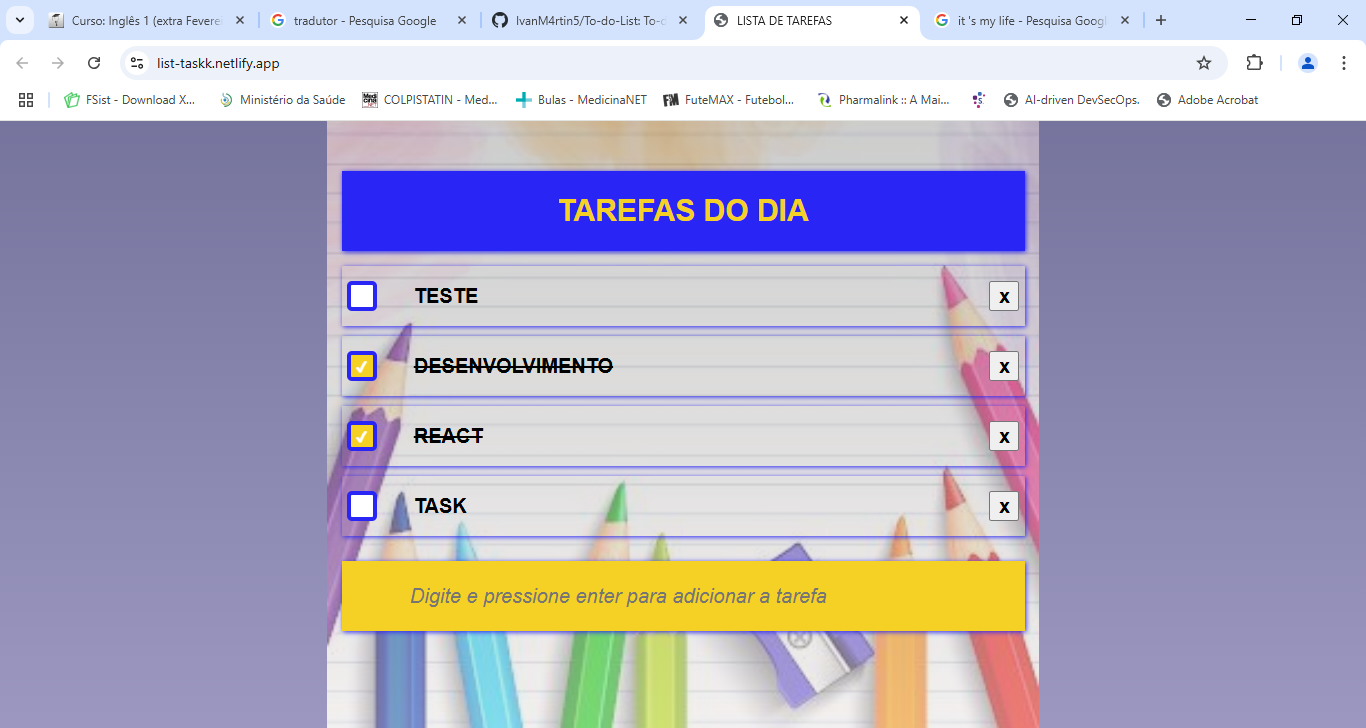 Curso: Inglês 1 (extra Fevere
tradutor - Pesquisa Google
IvanM4rtin5/To-do-List: To-d
LISTA DE TAREFAS
it 's my life - Pesquisa Googl
list-taskk.netlify.app
FSist - Download X...
Ministério da Saúde
COLPISTATIN - Med...
Bulas - MedicinaNET
FuteMAX - Futebol...
Pharmalink :: A Mai...
AI-driven DevSecOps.
Adobe Acrobat
TAREFAS DO DIA
TESTE
x
DESENVOLVIMENTO
x
REACT
x
TASK
x
Digite e pressione enter para adicionar a tarefa